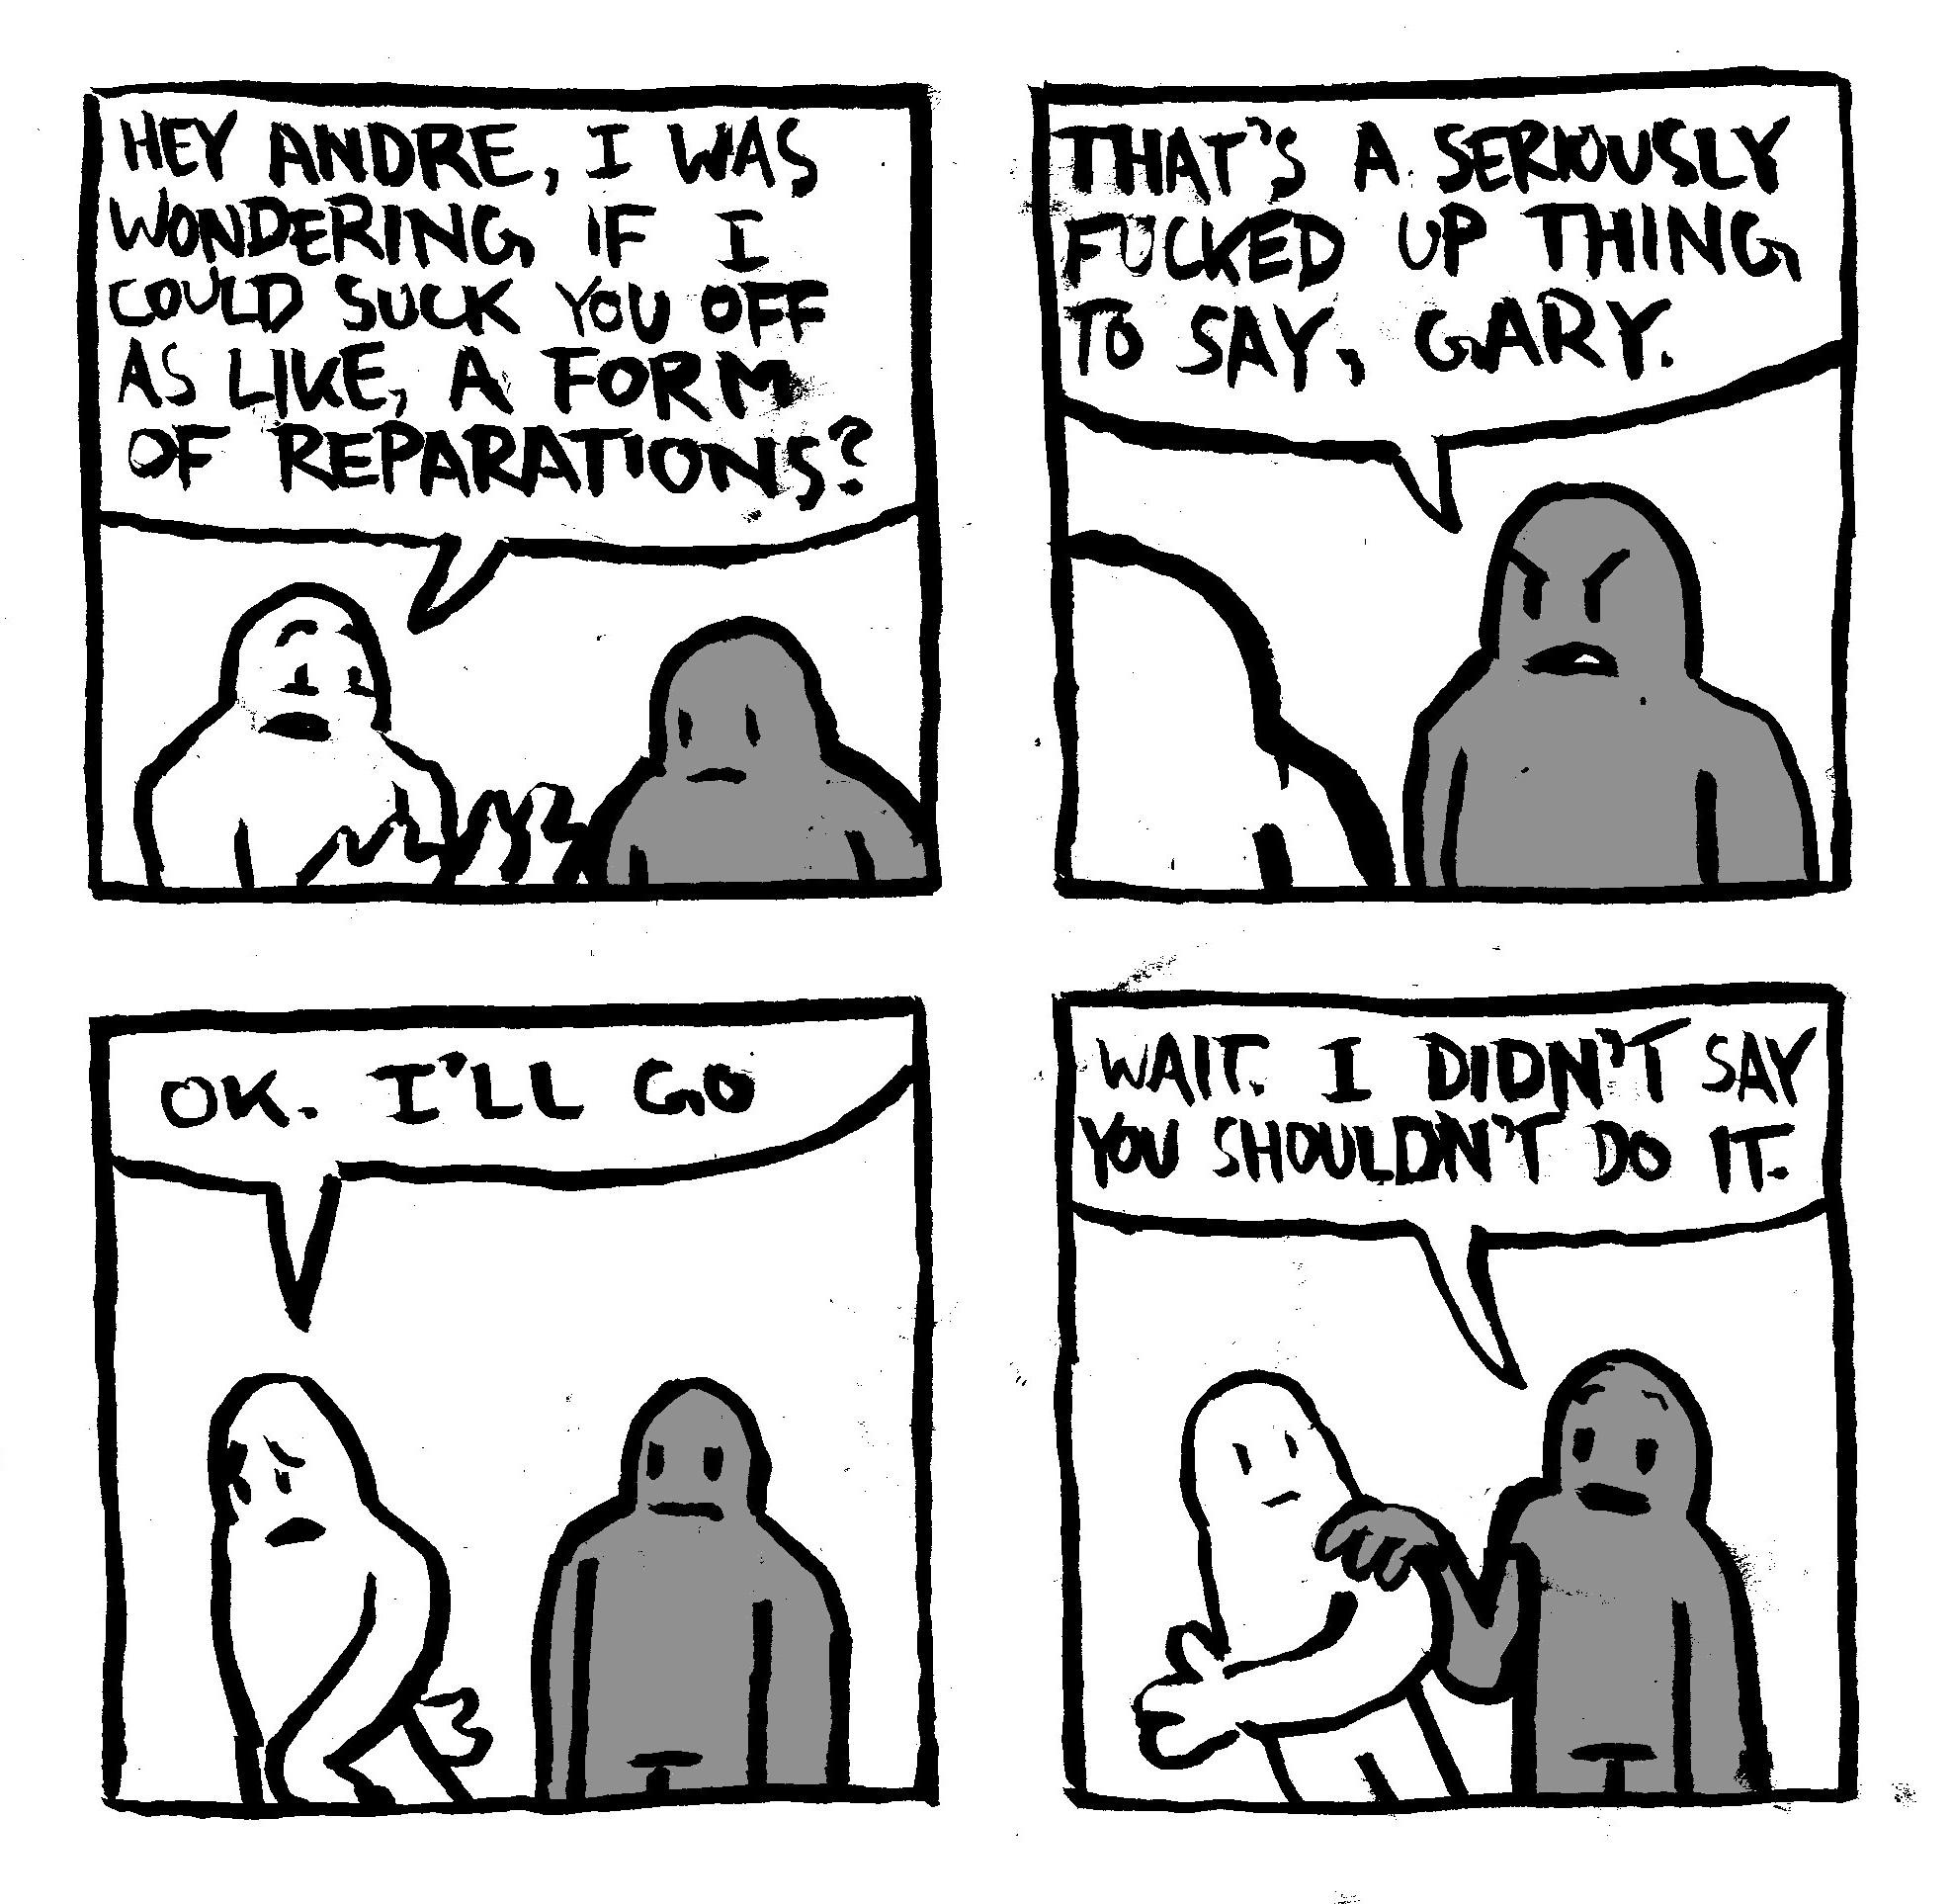 HEY ANDRE, I WAS
WONDERING IF I
COULD SUCK YOU OFF
AS LIKE, A FORM
OF REPARATIONS?
THAT'S A SERIOUSLY
FUCKED UP THING
TO SAY, GARY.
OK. I'LL GO
WAIT. I DIDN'T SAY
YOU SHOULDN'T DO IT.